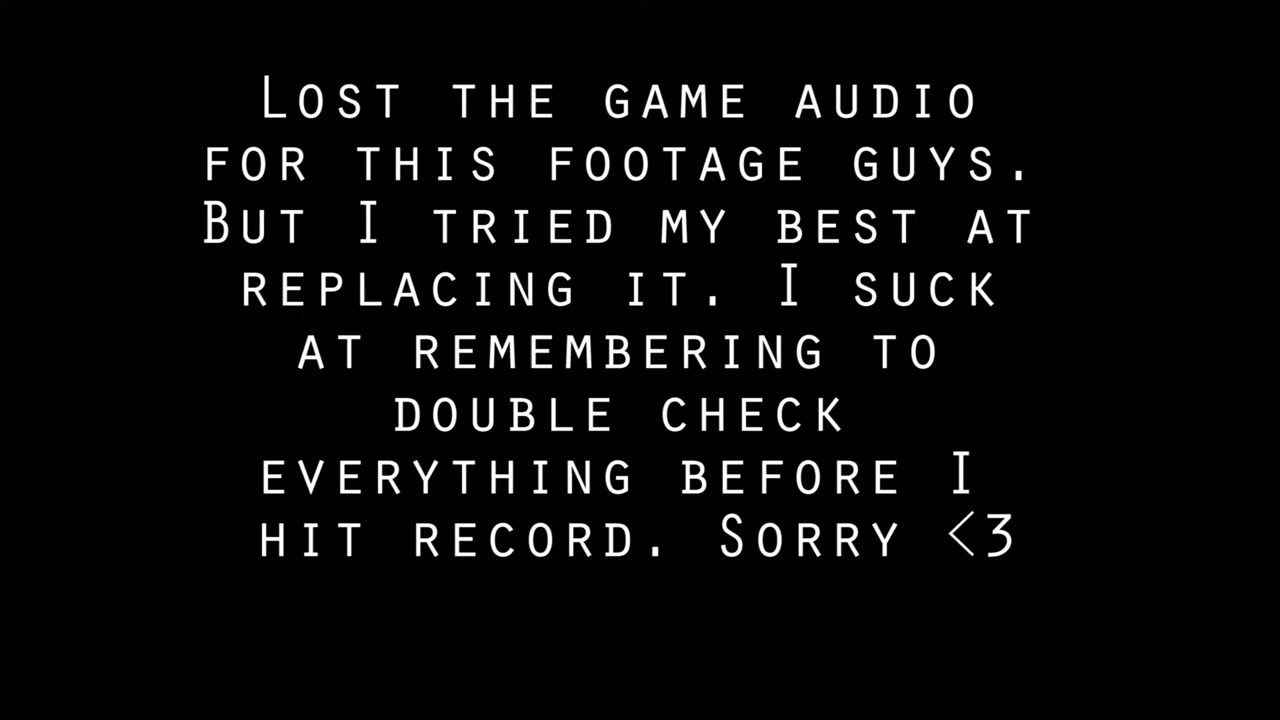 Lost the game audio
for this footage guys.
But I tried my best at
replacing it. I suck
at remembering to
double check
everything before I
hit record. Sorry <3